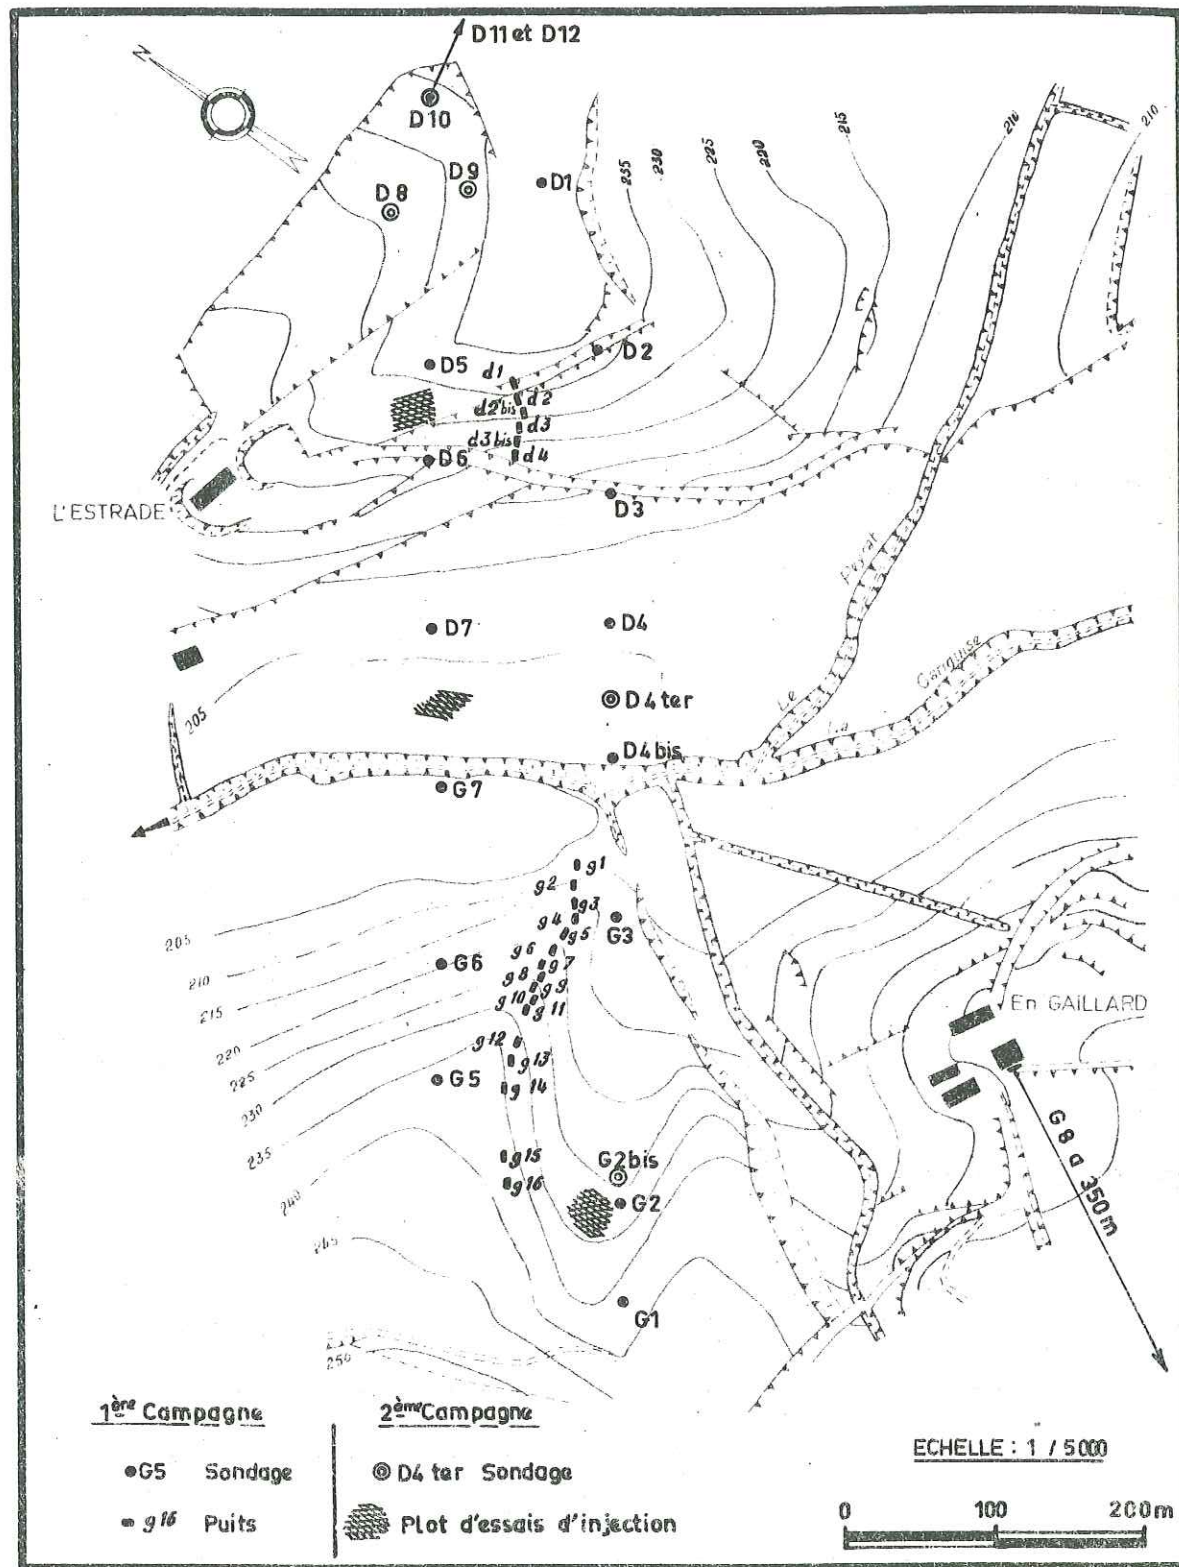 N
D11 et D12
D10
D9
D8
D1
235
230
225
220
215
210
210
D5
D2
d1
d2
d2bis
d3
d3bis
d4
D6
D3
L'ESTRADE
Le Peyrat
D7
D4
205
D4 ter
La
D4bis
G7
g1
g2
g3
g4
g5
G3
g6
g7
G6
g8
g9
g10
g11
205
210
215
220
225
230
235
240
245
250
g12
g13
G5
g14
g15
g16
En GAILLARD
G2bis
G2
G1
G8 a 350m
1ère Campagne
●G5 Sondage
g16 Puits
2ème Campagne
◎ D4 ter Sondage
Plot d'essais d'injection
ECHELLE : 1 / 5000
0 100 200m